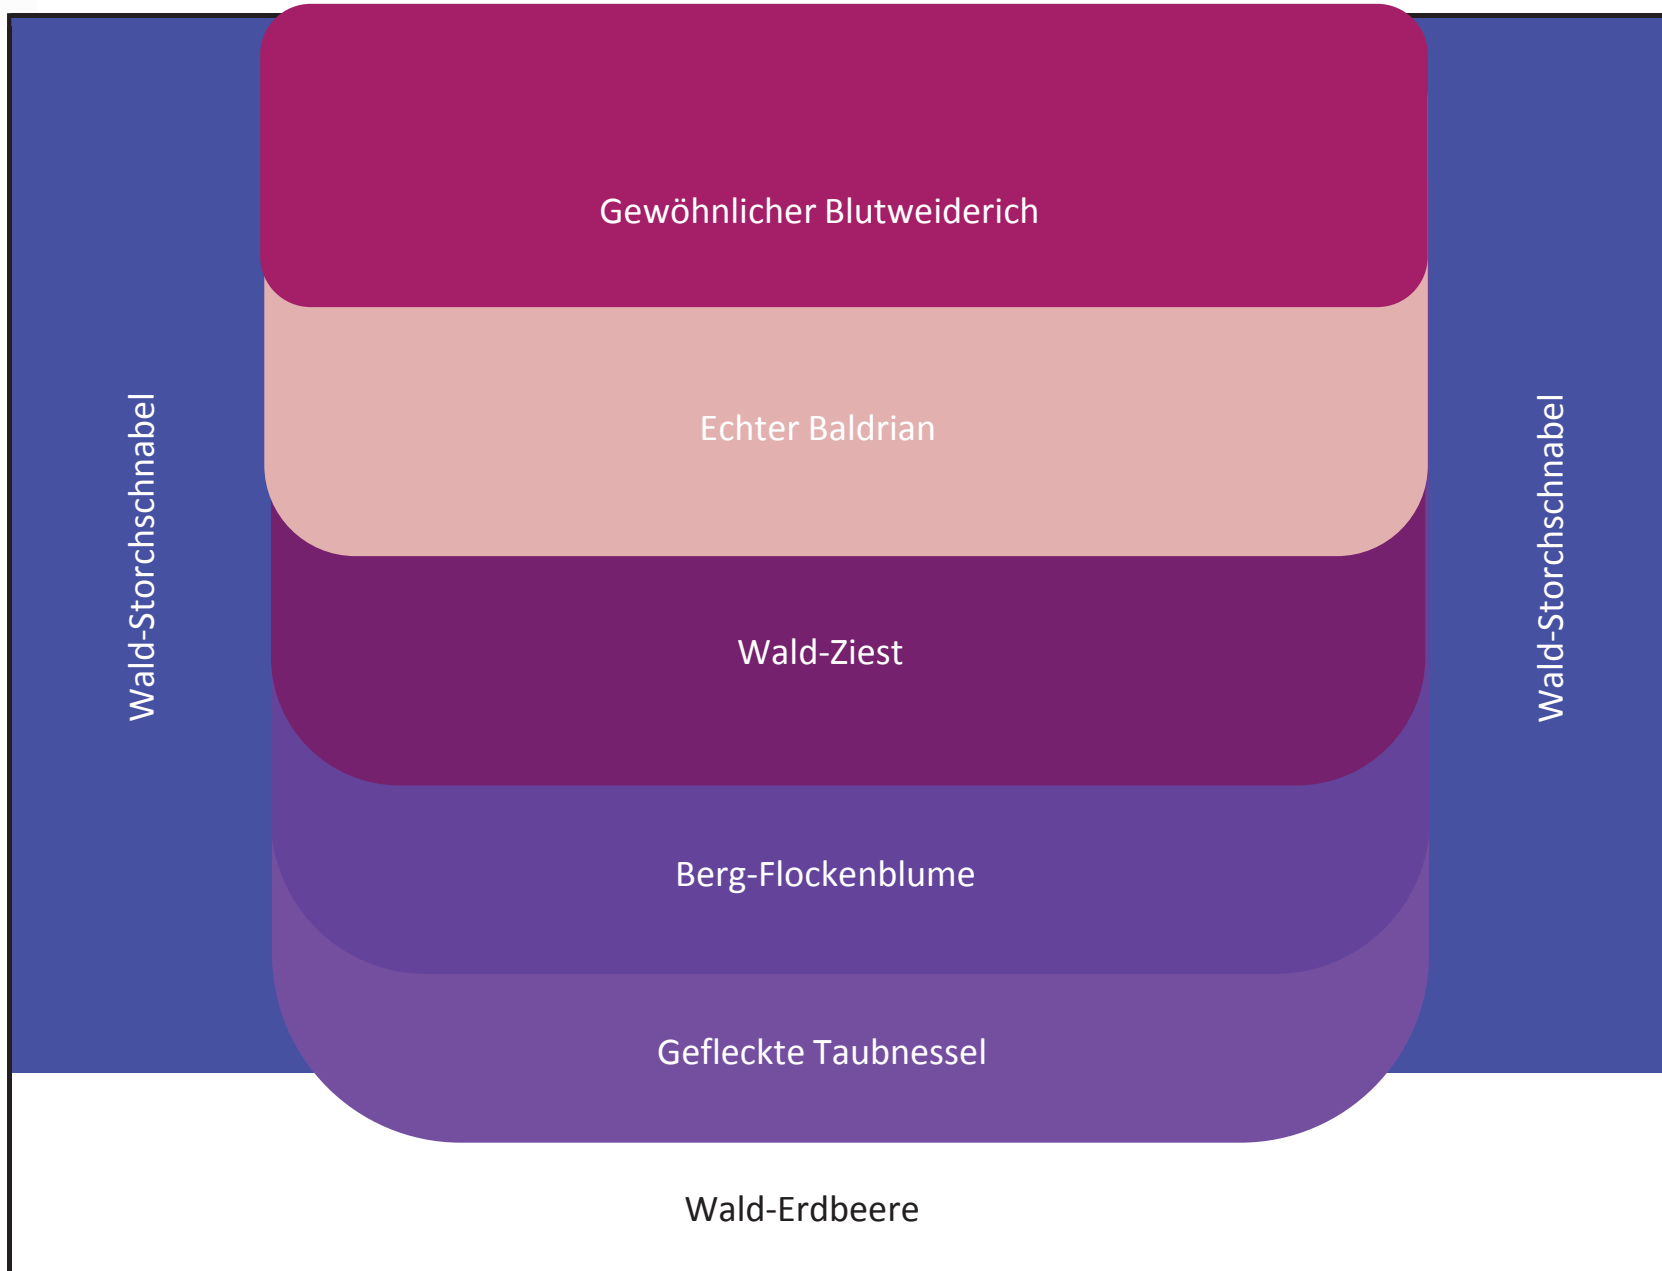 Gewöhnlicher Blutweiderich
Echter Baldrian
Wald-Storchschnabel
Wald-Storchschnabel
Wald-Ziest
Berg-Flockenblume
Gefleckte Taubnessel
Wald-Erdbeere